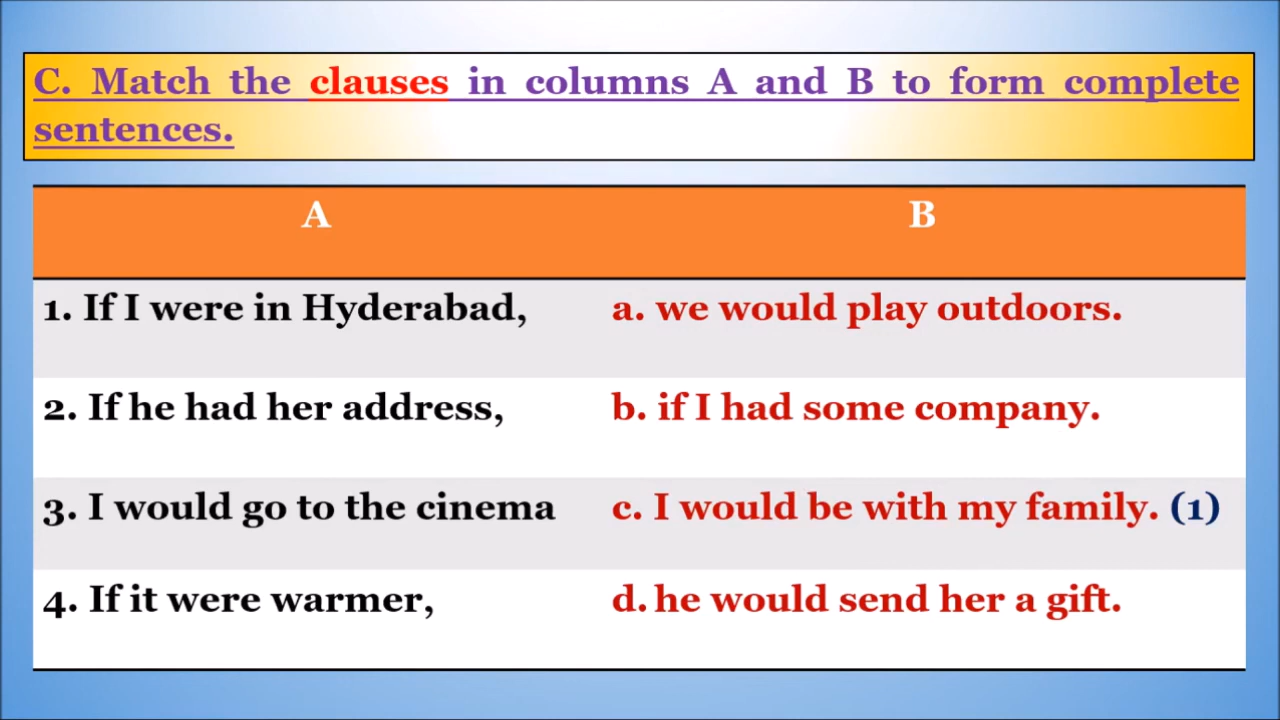 C. Match the clauses in columns A and B to form complete
sentences.
A B
1. If I were in Hyderabad, a. we would play outdoors.
2. If he had her address, b. if I had some company.
3. I would go to the cinema c. I would be with my family. (1)
4. If it were warmer, d. he would send her a gift.